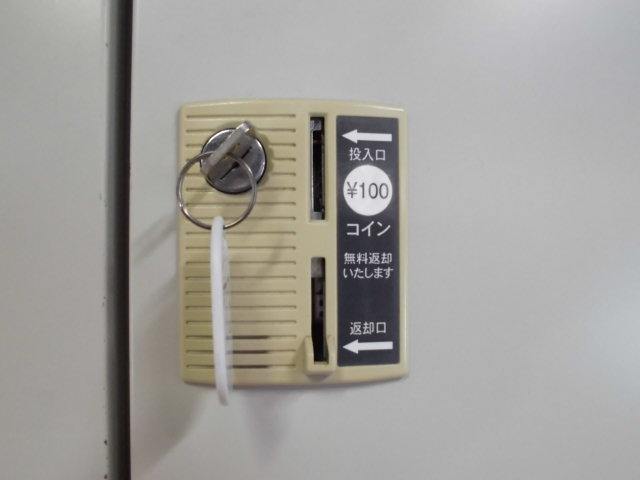 投入口
¥100
コイン
無料返却
いたします
返却口